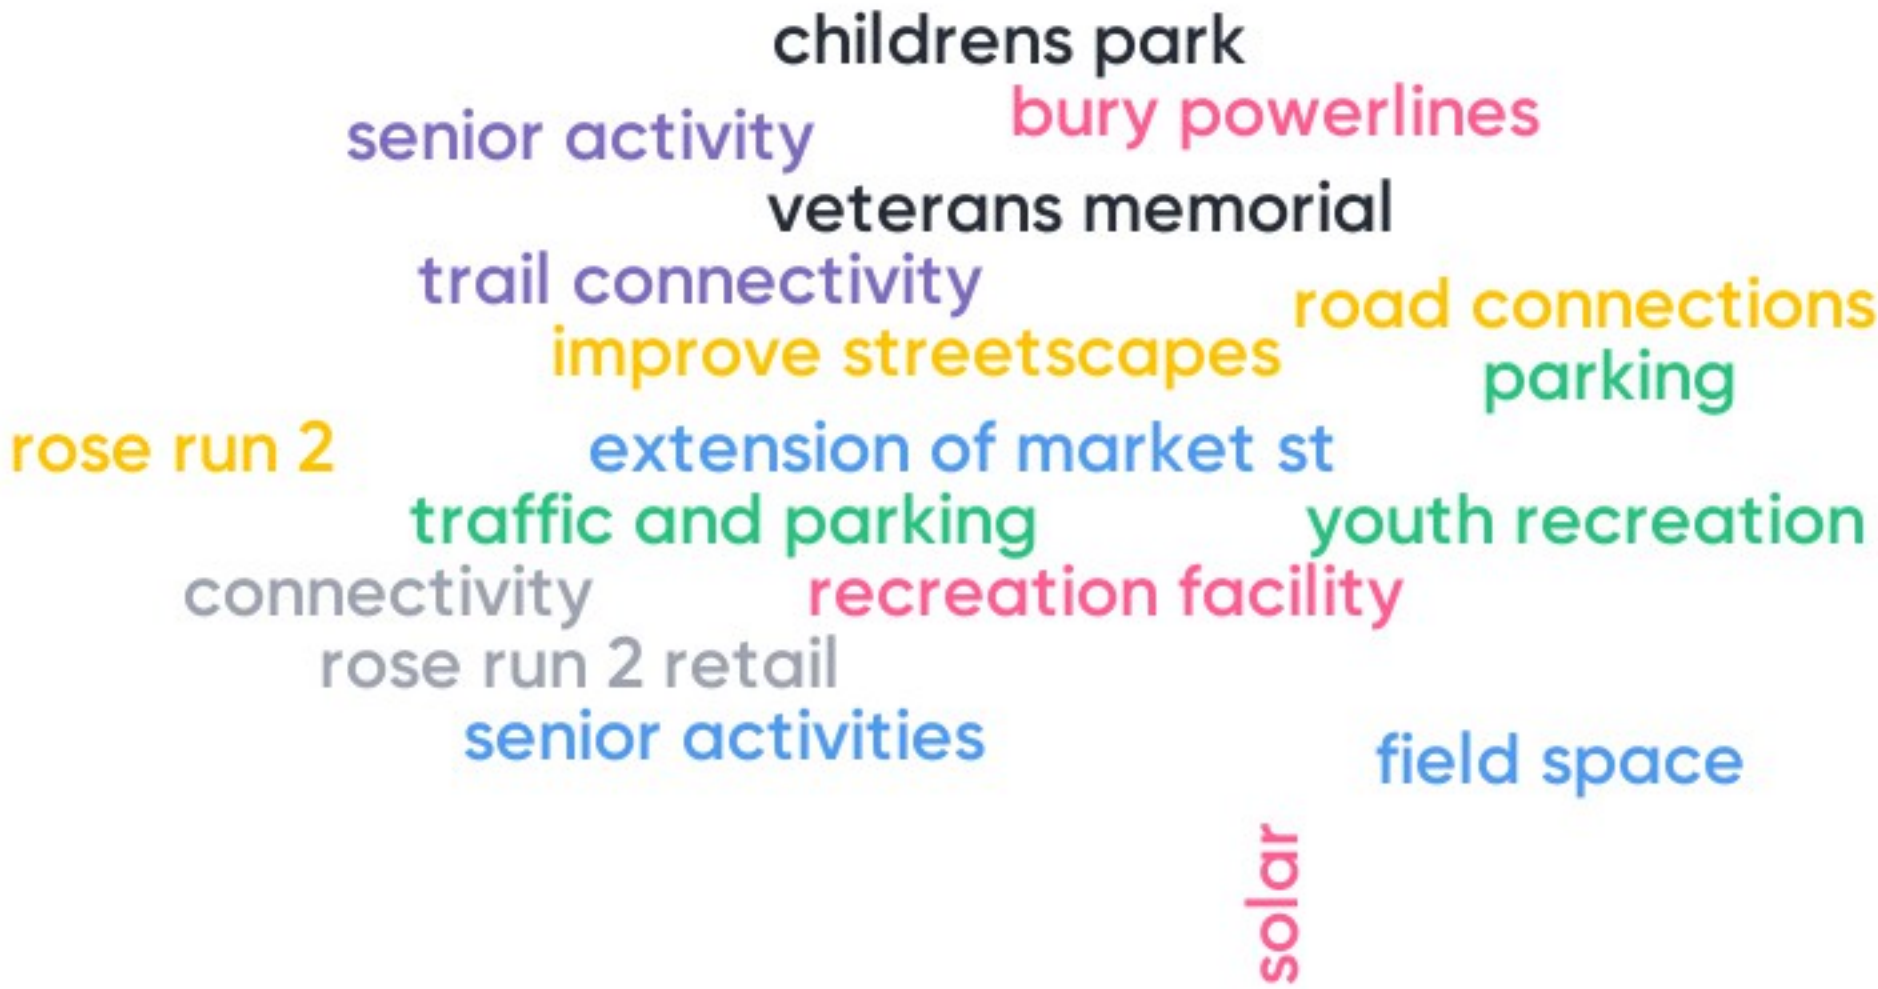 childrens park
bury powerlines
senior activity
veterans memorial
trail connectivity
road connections
improve streetscapes
parking
rose run 2
extension of market st
traffic and parking
youth recreation
connectivity
recreation facility
rose run 2 retail
senior activities
field space
solar